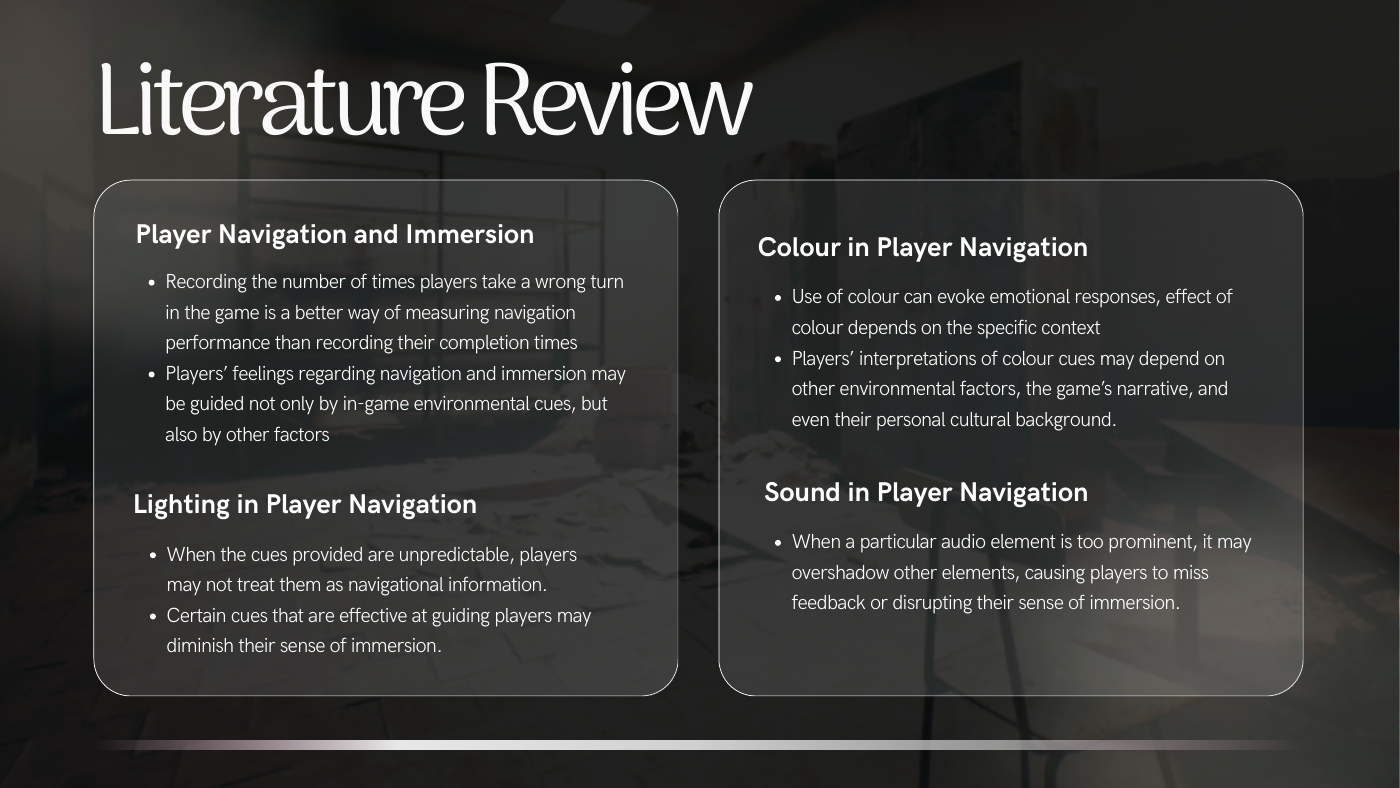 Literature Review
Player Navigation and Immersion
• Recording the number of times players take a wrong turn
in the game is a better way of measuring navigation
performance than recording their completion times
• Players’ feelings regarding navigation and immersion may
be guided not only by in-game environmental cues, but
also by other factors
Lighting in Player Navigation
• When the cues provided are unpredictable, players
may not treat them as navigational information.
• Certain cues that are effective at guiding players may
diminish their sense of immersion.
Colour in Player Navigation
• Use of colour can evoke emotional responses, effect of
colour depends on the specific context
• Players’ interpretations of colour cues may depend on
other environmental factors, the game’s narrative, and
even their personal cultural background.
Sound in Player Navigation
• When a particular audio element is too prominent, it may
overshadow other elements, causing players to miss
feedback or disrupting their sense of immersion.